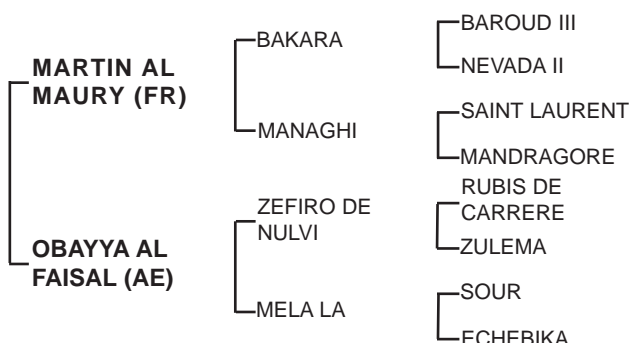 BAROUD III
BAKARA
MARTIN AL
MAURY (FR)
NEVADA II
SAINT LAURENT
MANAGHI
MANDRAGORE
RUBIS DE
CARRERE
ZEFIRO DE
NULVI
OBAYYA AL
FAISAL (AE)
ZULEMA
SOUR
MELA LA
ECHEBIKA